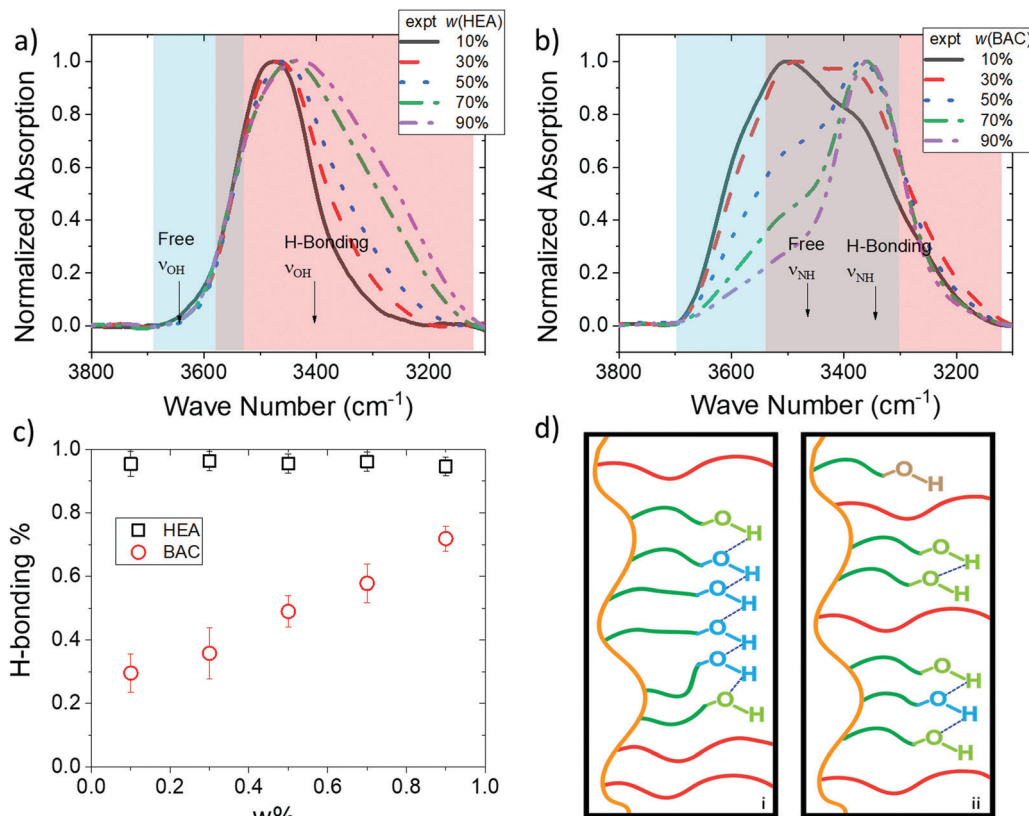 a)
expt w(HEA)
10%
30%
50%
70%
90%
1.0
0.8
0.6
0.4
0.2
0.0
Normalized Absorption
Free
νOH
H-Bonding
νOH
3800 3600 3400 3200
Wave Number (cm⁻¹)
b)
expt w(BAC)
10%
30%
50%
70%
90%
1.0
0.8
0.6
0.4
0.2
0.0
Normalized Absorption
Free
νNH
H-Bonding
νNH
3800 3600 3400 3200
Wave Number (cm⁻¹)
c)
1.0
0.8
0.6
0.4
0.2
0.0
H-bonding %
HEA
BAC
0.0 0.2 0.4 0.6 0.8 1.0
w%
d)
O H
O H
O H
O H
O H
O H
i
O H
O H
O
O H
O H
O H
ii